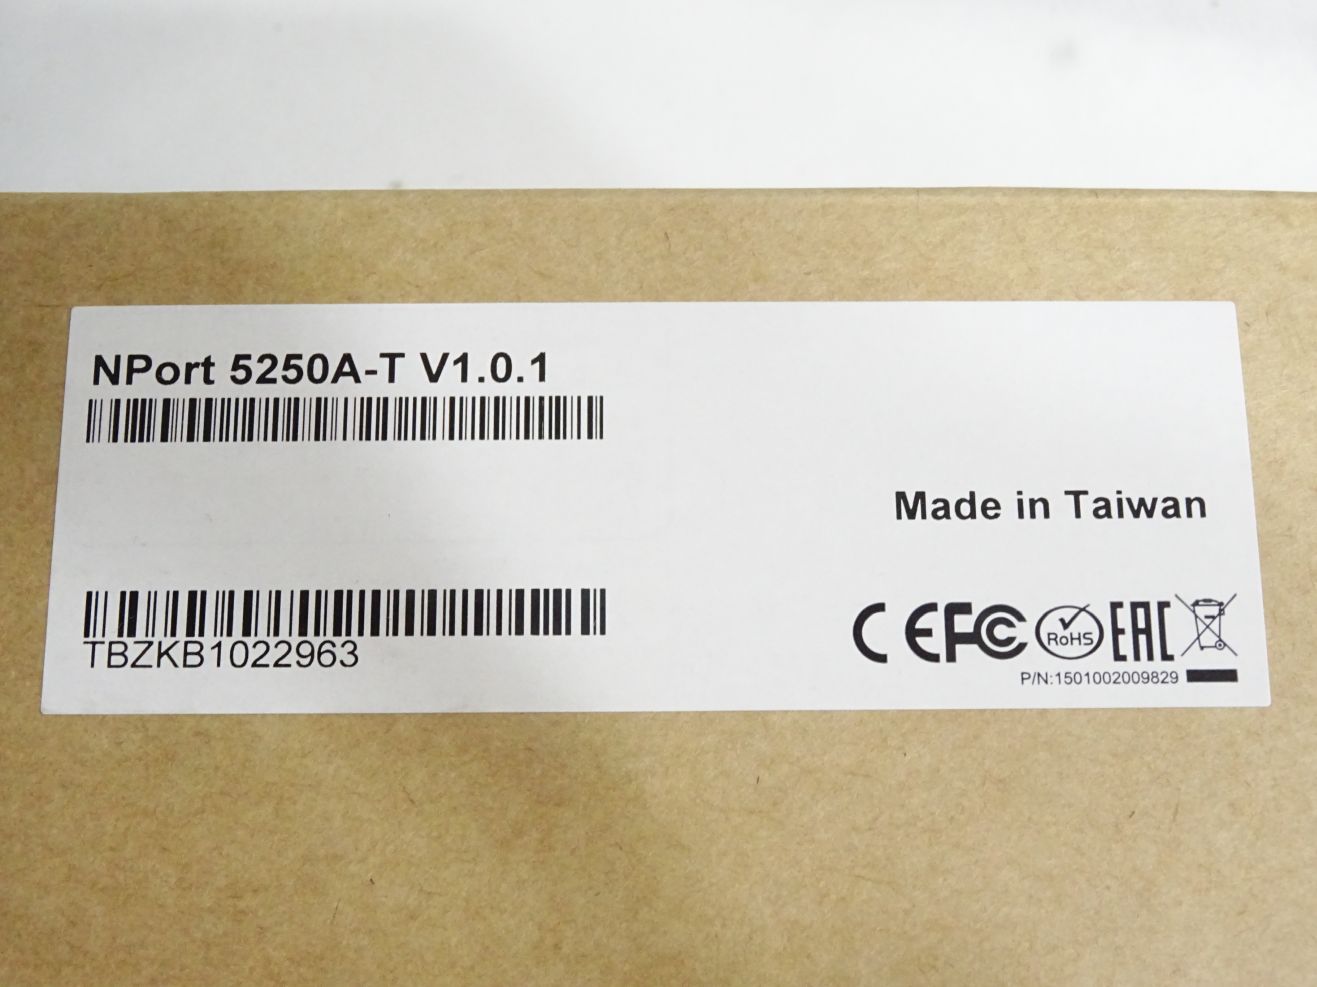 NPort 5250A-T V1.0.1
Made in Taiwan
TBZKB1022963
CE FC RoHS EAC
P/N:1501002009829